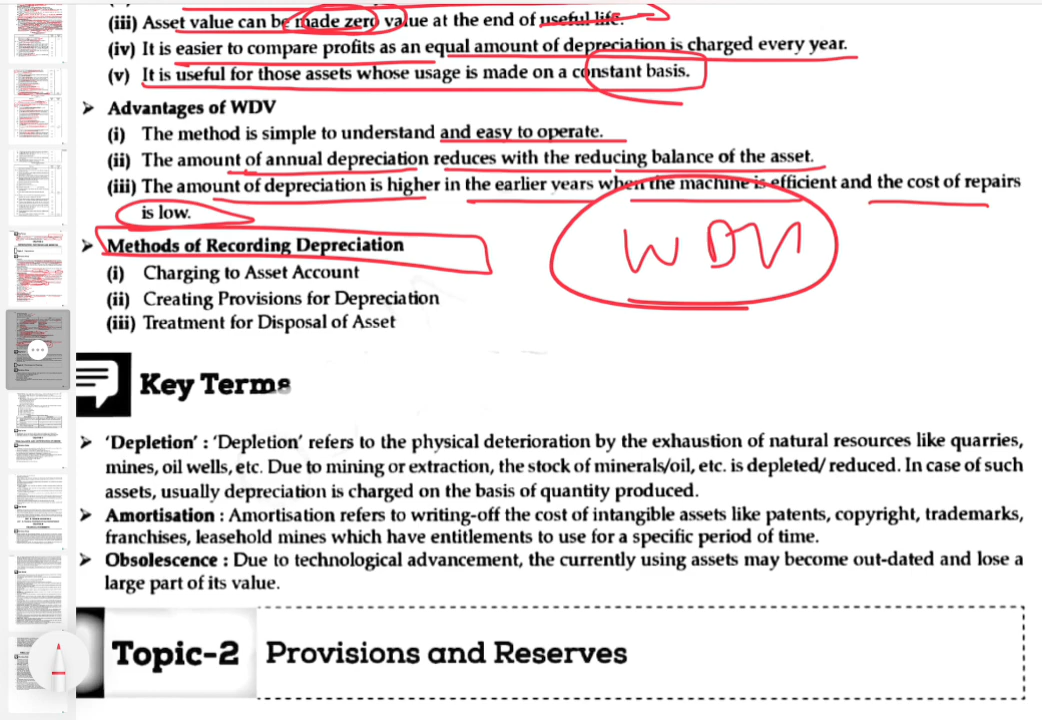 (iii) Asset value can be made zero value at the end of useful life.
(iv) It is easier to compare profits as an equal amount of depreciation is charged every year.
(v) It is useful for those assets whose usage is made on a constant basis.
➤ Advantages of WDV
(i) The method is simple to understand and easy to operate.
(ii) The amount of annual depreciation reduces with the reducing balance of the asset.
(iii) The amount of depreciation is higher in the earlier years when the machine is efficient and the cost of repairs
is low.
WDV
➤ Methods of Recording Depreciation
(i) Charging to Asset Account
(ii) Creating Provisions for Depreciation
(iii) Treatment for Disposal of Asset
Key Terms
➤ ‘Depletion’ : ‘Depletion’ refers to the physical deterioration by the exhaustion of natural resources like quarries,
mines, oil wells, etc. Due to mining or extraction, the stock of minerals/oil, etc. is depleted/ reduced. In case of such
assets, usually depreciation is charged on the basis of quantity produced.
➤ Amortisation : Amortisation refers to writing-off the cost of intangible assets like patents, copyright, trademarks,
franchises, leasehold mines which have entitlements to use for a specific period of time.
➤ Obsolescence : Due to technological advancement, the currently using assets may become out-dated and lose a
large part of its value.
Topic-2 Provisions and Reserves